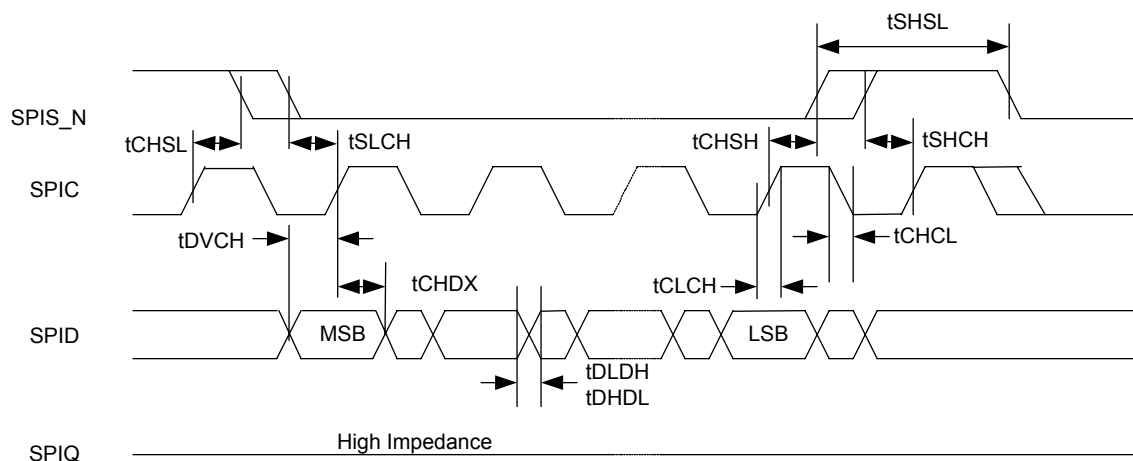 tSHSL
SPIS_N
tCHSL
tSLCH
tCHSH
tSHCH
SPIC
tDVCH
tCHDX
tCLCH
tCHCL
SPID
MSB
LSB
tDLDH
tDHDL
High Impedance
SPIQ